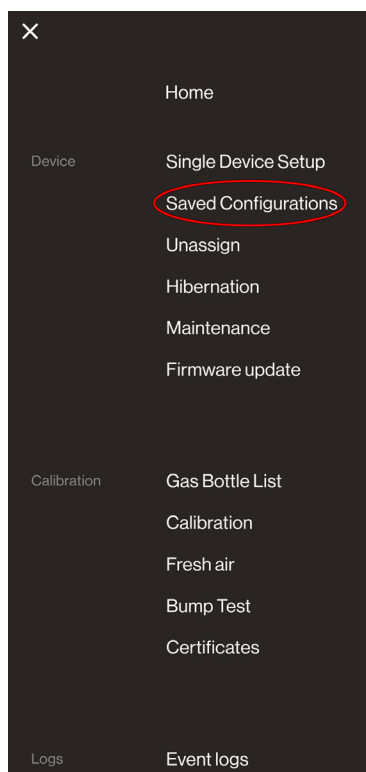 Home
Device Single Device Setup
Saved Configurations
Unassign
Hibernation
Maintenance
Firmware update
Calibration Gas Bottle List
Calibration
Fresh air
Bump Test
Certificates
Logs Event logs